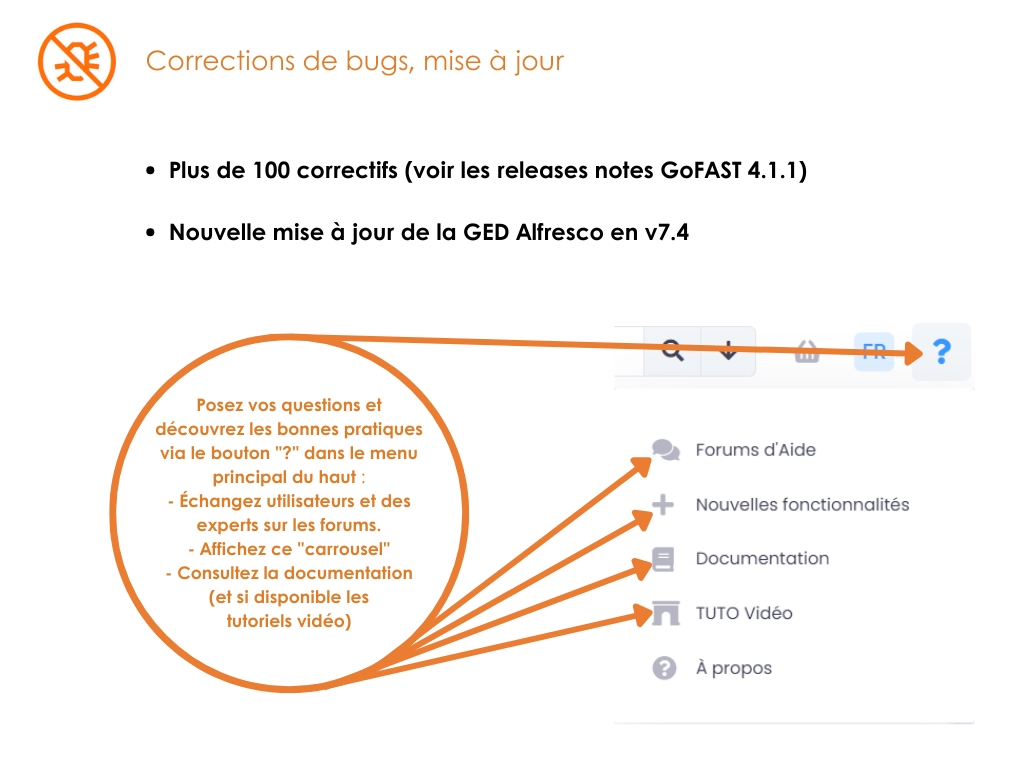 Corrections de bugs, mise à jour
• Plus de 100 correctifs (voir les releases notes GoFAST 4.1.1)
• Nouvelle mise à jour de la GED Alfresco en v7.4
FR ?
Posez vos questions et
découvrez les bonnes pratiques
via le bouton "?" dans le menu
principal du haut :
- Échangez utilisateurs et des
experts sur les forums.
- Affichez ce "carrousel"
- Consultez la documentation
(et si disponible les
tutoriels vidéo)
Forums d'Aide
Nouvelles fonctionnalités
Documentation
TUTO Vidéo
À propos